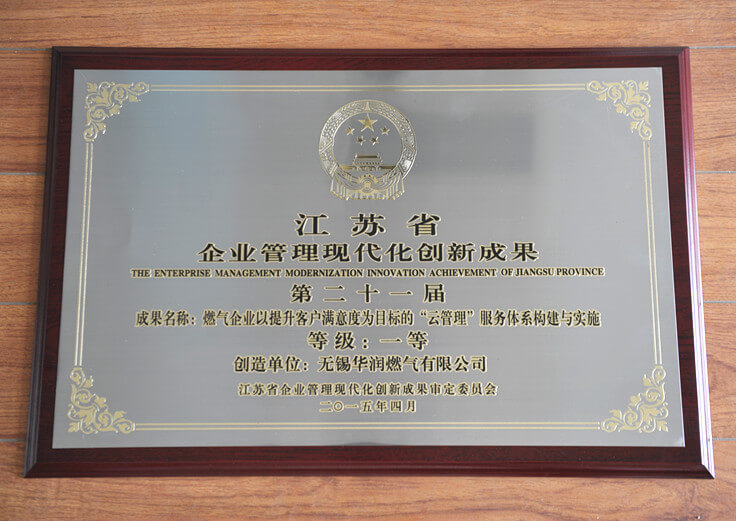 江苏省
企业管理现代化创新成果
THE ENTERPRISE MANAGEMENT MODERNIZATION INNOVATION ACHIEVEMENT OF JIANGSU PROVINCE
第二十一届
成果名称：燃气企业以提升客户满意度为目标的“云管理”服务体系构建与实施
等级：一等
创造单位：无锡华润燃气有限公司
江苏省企业管理现代化创新成果审定委员会
二〇一五年四月